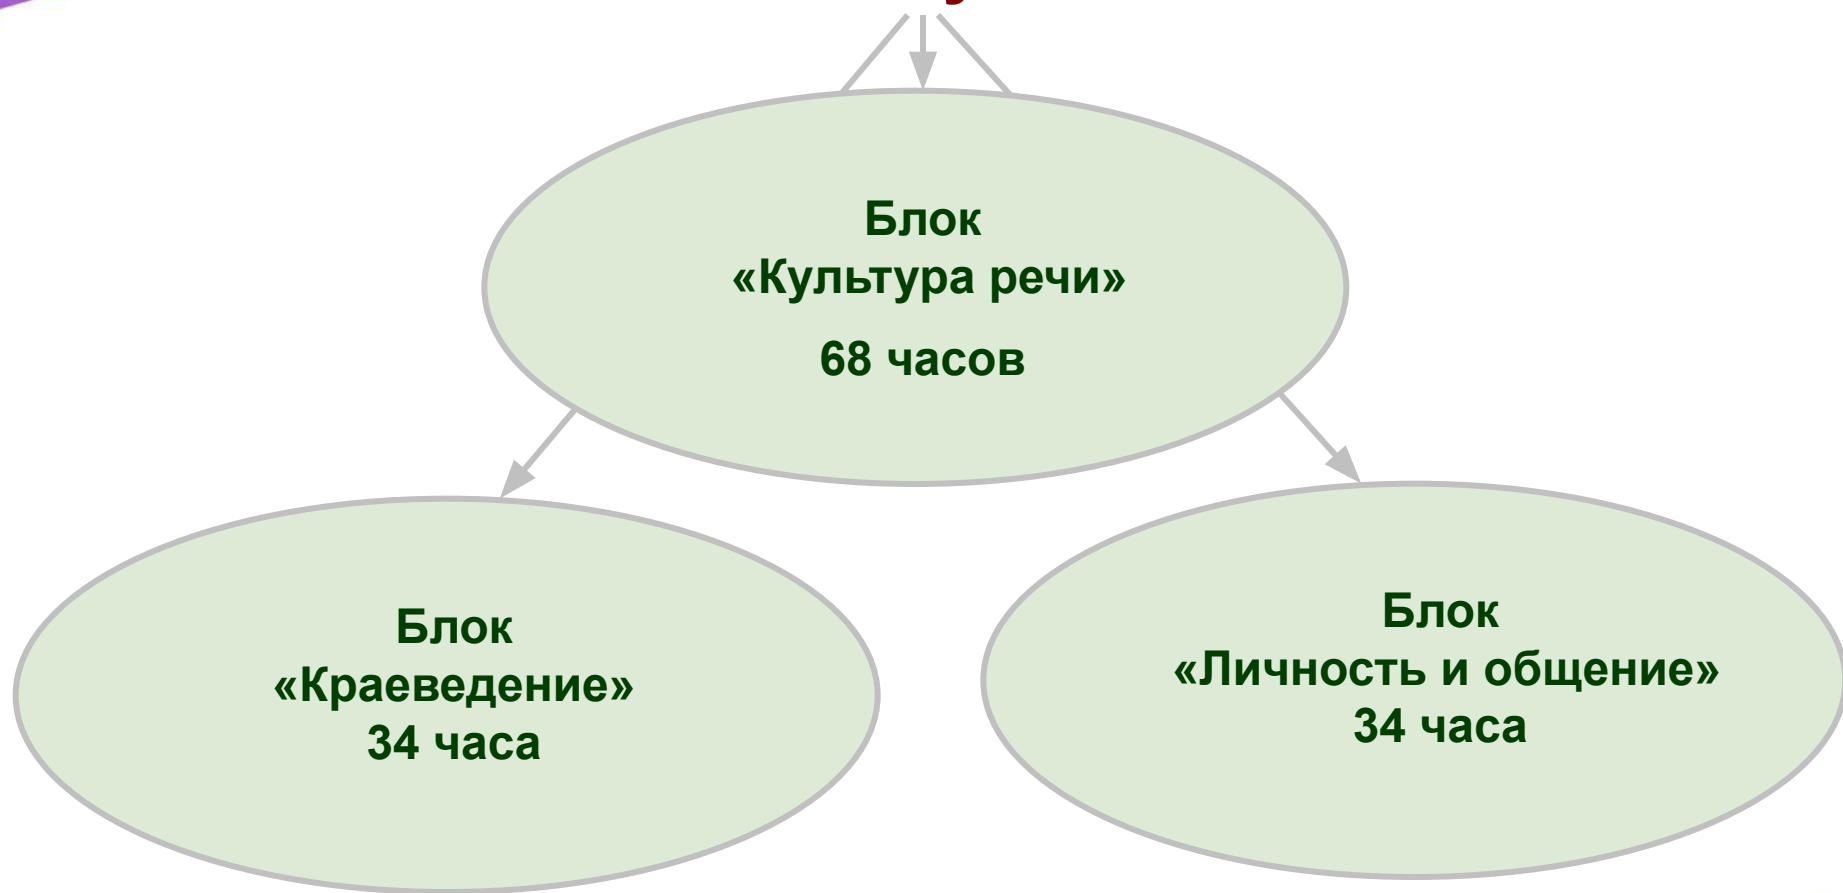 Блок
«Культура речи»
68 часов
Блок
«Краеведение»
34 часа
Блок
«Личность и общение»
34 часа